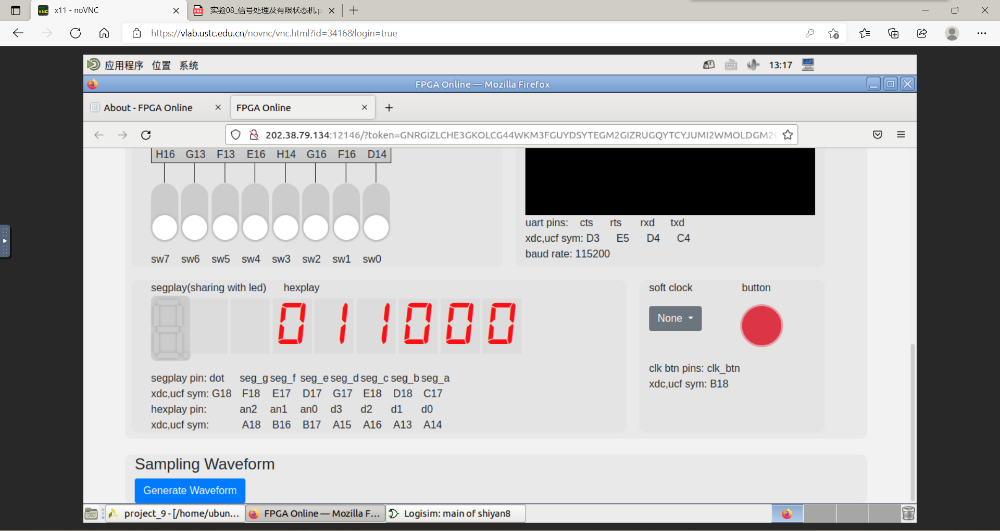 x11 - noVNC
实验08_信号处理及有限状态机.p
https://vlab.ustc.edu.cn/novnc/vnc.html?id=3416&login=true
应用程序 位置 系统
13:17
FPGA Online — Mozilla Firefox
About - FPGA Online
FPGA Online
202.38.79.134:12146/?token=GNRGIZLCHE3GKOLCG44WKM3FGUYDSYTEGM2GIZRUGQYTCYJUMI2WMOLDGM2
H16 G13 F13 E16 H14 G16 F16 D14
sw7 sw6 sw5 sw4 sw3 sw2 sw1 sw0
uart pins: cts rts rxd txd
xdc,ucf sym: D3 E5 D4 C4
baud rate: 115200
segplay(sharing with led) hexplay
0 1 1 0 0 0
segplay pin: dot seg_g seg_f seg_e seg_d seg_c seg_b seg_a
xdc,ucf sym: G18 F18 E17 D17 G17 E18 D18 C17
hexplay pin: an2 an1 an0 d3 d2 d1 d0
xdc,ucf sym: A18 B16 B17 A15 A16 A13 A14
soft clock button
None
clk btn pins: clk_btn
xdc,ucf sym: B18
Sampling Waveform
Generate Waveform
project_9 - [/home/ubun...
FPGA Online — Mozilla F...
Logisim: main of shiyan8